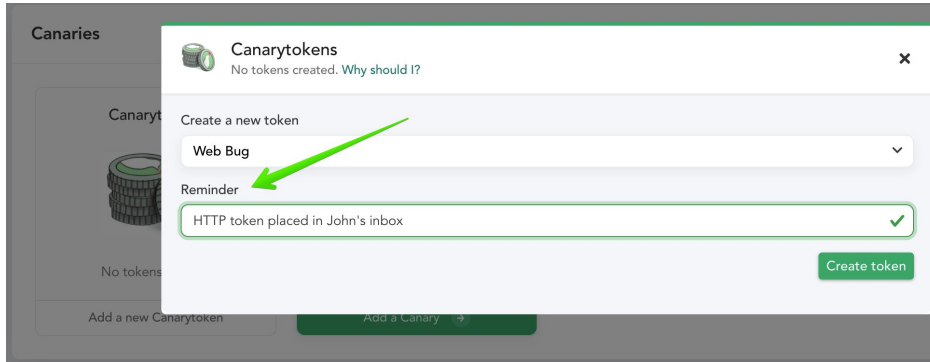 Canaries
Canarytokens
No tokens created. Why should I?
Canaryt
Create a new token
Web Bug
Reminder
HTTP token placed in John's inbox
Create token
No tokens
Add a new Canarytoken
Add a Canary